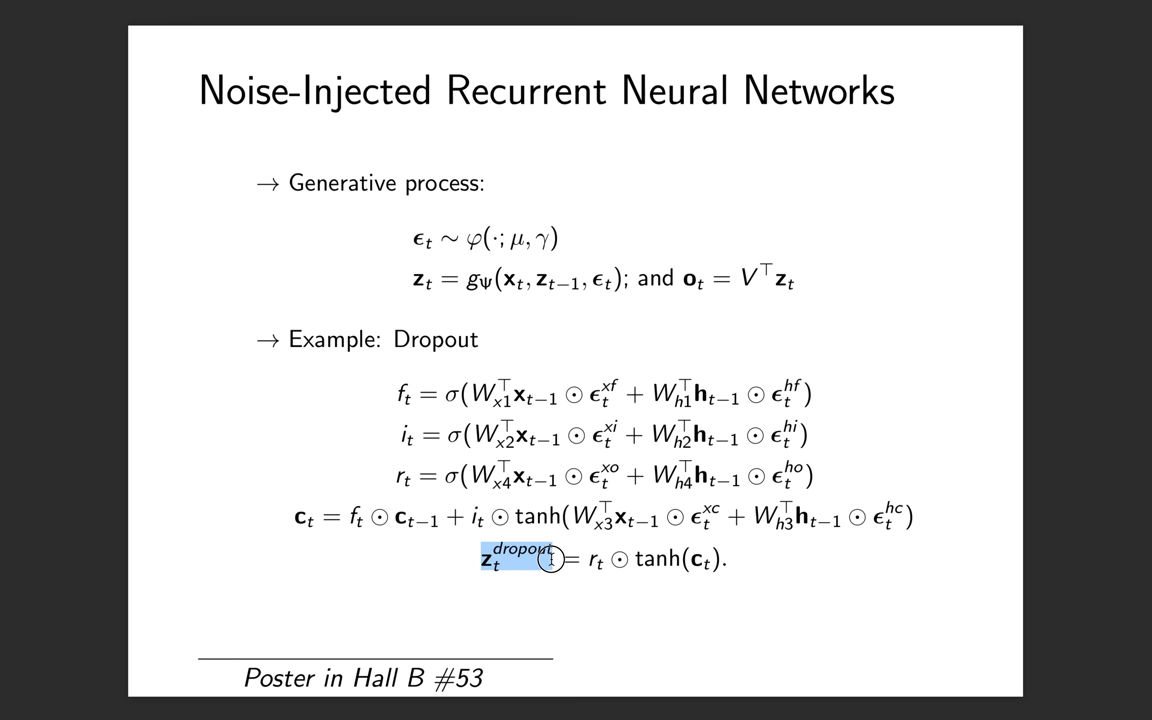 Noise-Injected Recurrent Neural Networks
→ Generative process:
ϵ_t ∼ φ(·; μ, γ)
z_t = g_Ψ(x_t, z_{t−1}, ϵ_t); and o_t = V^⊤ z_t
→ Example: Dropout
f_t = σ(W_{x1}^⊤ x_{t−1} ⊙ ϵ_t^{xf} + W_{h1}^⊤ h_{t−1} ⊙ ϵ_t^{hf})
i_t = σ(W_{x2}^⊤ x_{t−1} ⊙ ϵ_t^{xi} + W_{h2}^⊤ h_{t−1} ⊙ ϵ_t^{hi})
r_t = σ(W_{x4}^⊤ x_{t−1} ⊙ ϵ_t^{xo} + W_{h4}^⊤ h_{t−1} ⊙ ϵ_t^{ho})
c_t = f_t ⊙ c_{t−1} + i_t ⊙ tanh(W_{x3}^⊤ x_{t−1} ⊙ ϵ_t^{xc} + W_{h3}^⊤ h_{t−1} ⊙ ϵ_t^{hc})
z_t^{dropout} = r_t ⊙ tanh(c_t).
Poster in Hall B #53